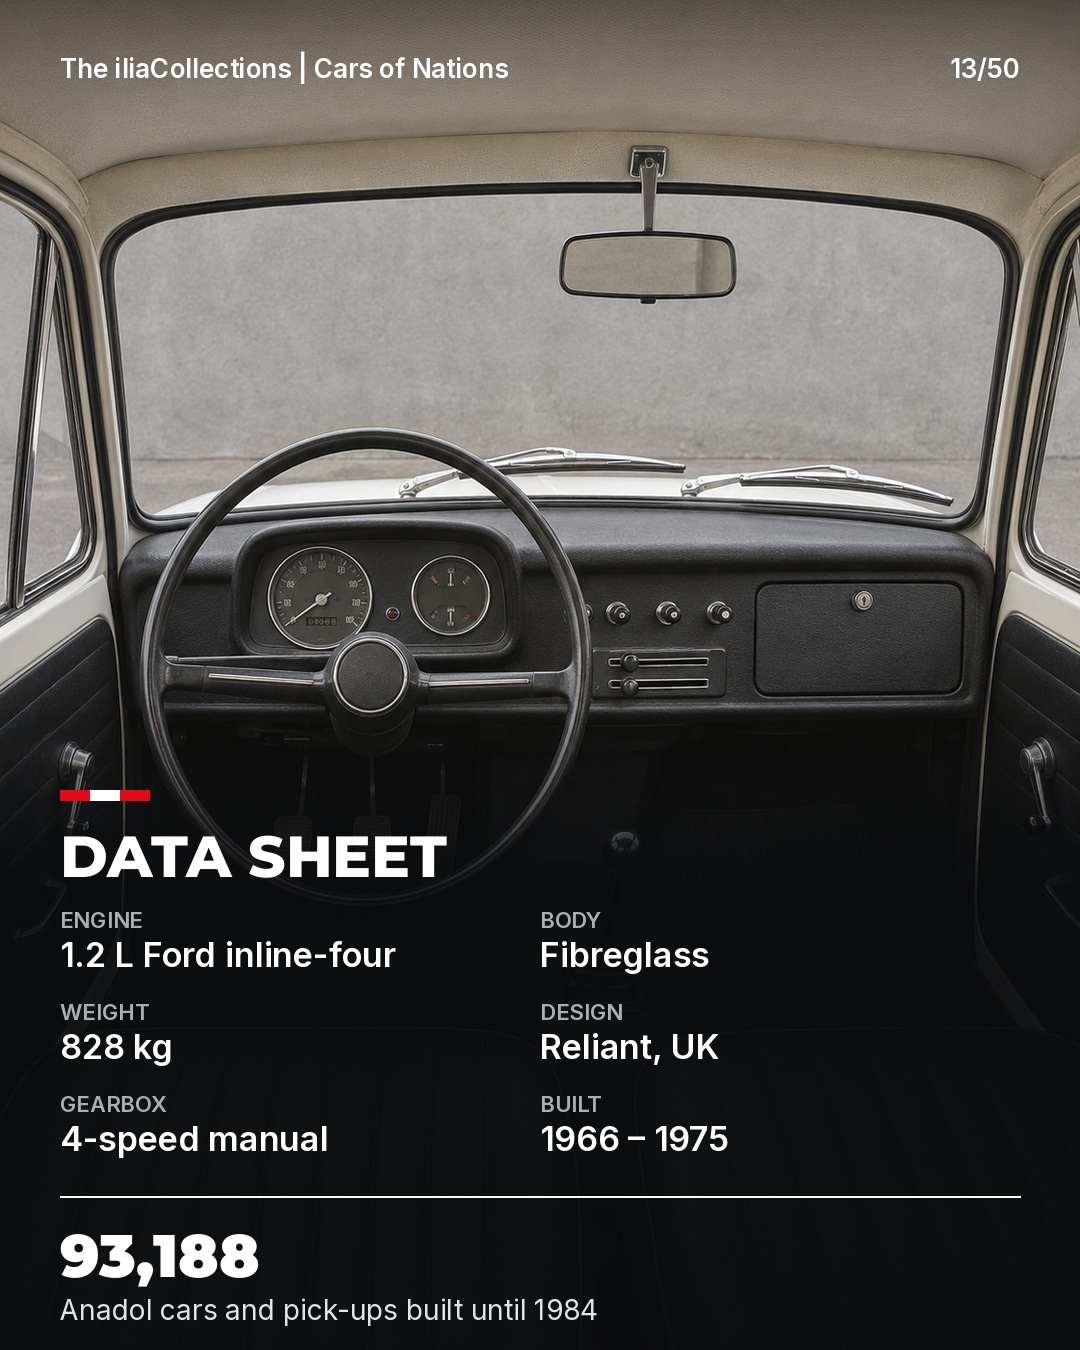 The iliaCollections | Cars of Nations
13/50
DATA SHEET
ENGINE
1.2 L Ford inline-four
BODY
Fibreglass
WEIGHT
828 kg
DESIGN
Reliant, UK
GEARBOX
4-speed manual
BUILT
1966 – 1975
93,188
Anadol cars and pick-ups built until 1984